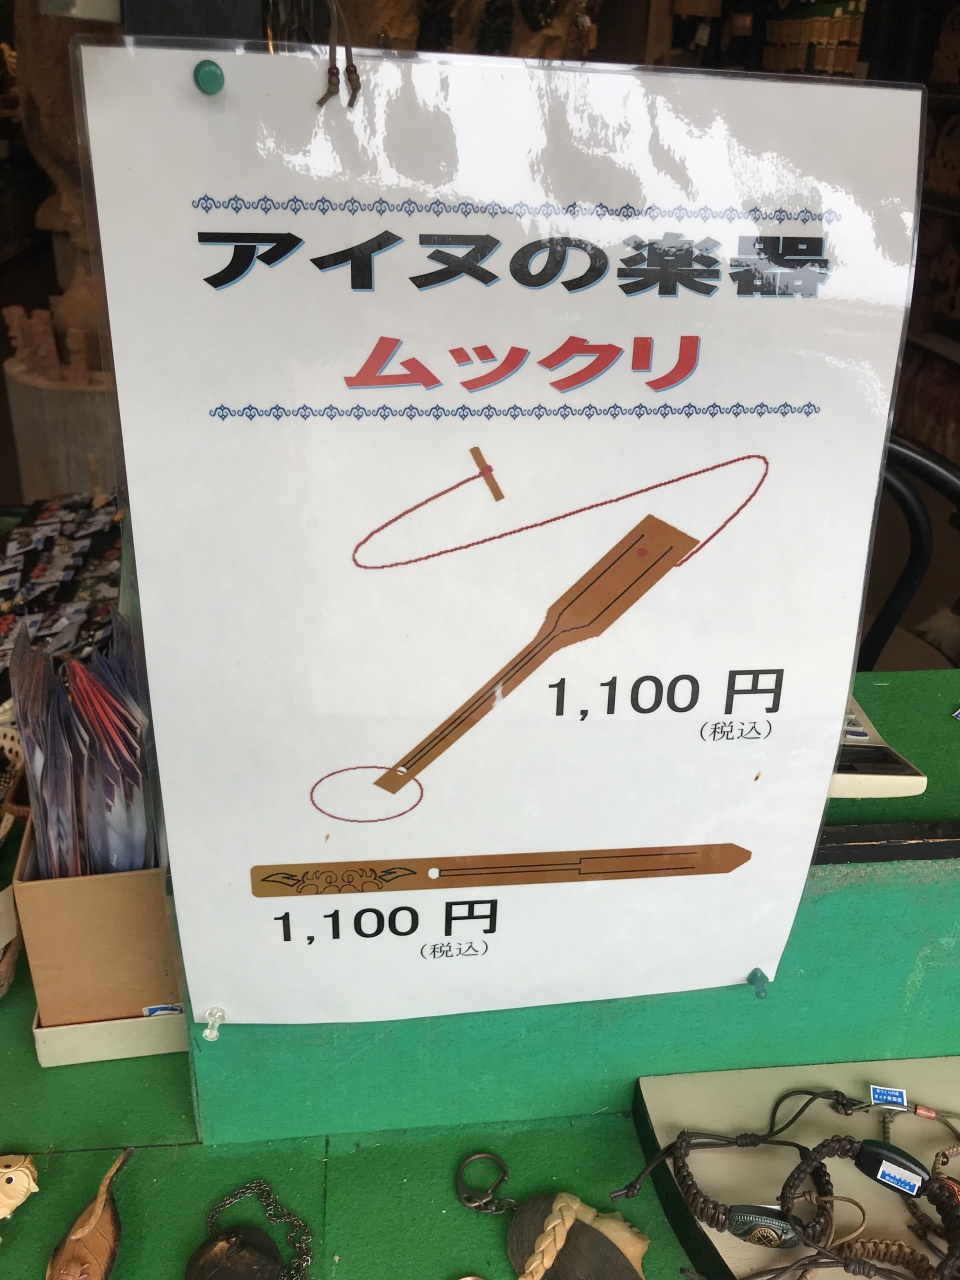 アイヌの楽器
ムックリ
1,100 円
(税込)
1,100 円
(税込)